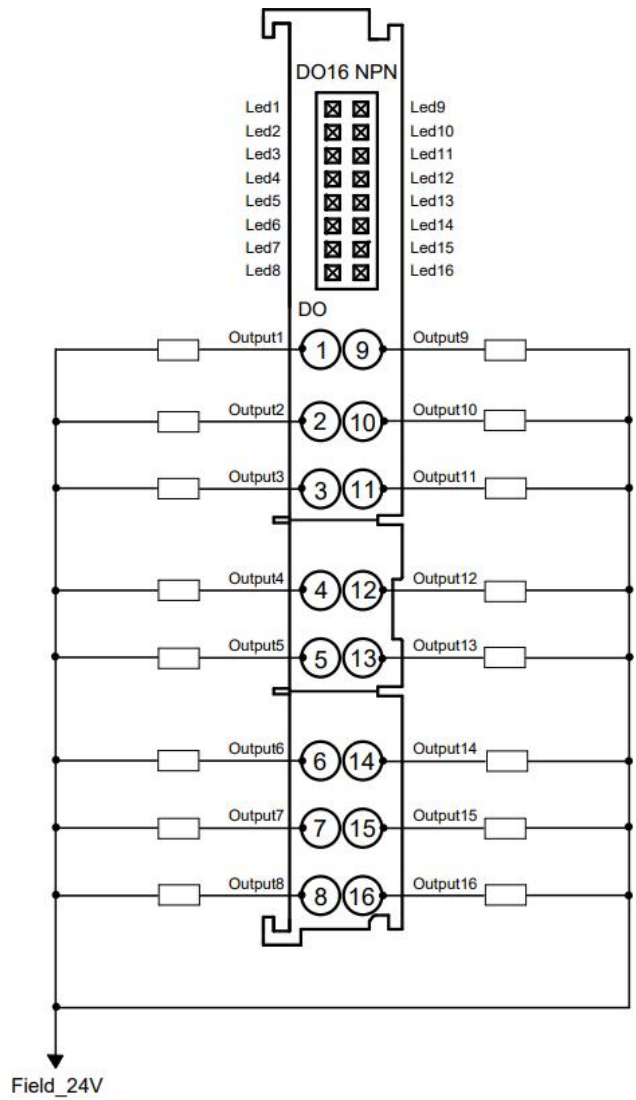 DO16 NPN
Led1 Led9
Led2 Led10
Led3 Led11
Led4 Led12
Led5 Led13
Led6 Led14
Led7 Led15
Led8 Led16
DO
Output1 1 9 Output9
Output2 2 10 Output10
Output3 3 11 Output11
Output4 4 12 Output12
Output5 5 13 Output13
Output6 6 14 Output14
Output7 7 15 Output15
Output8 8 16 Output16
Field_24V